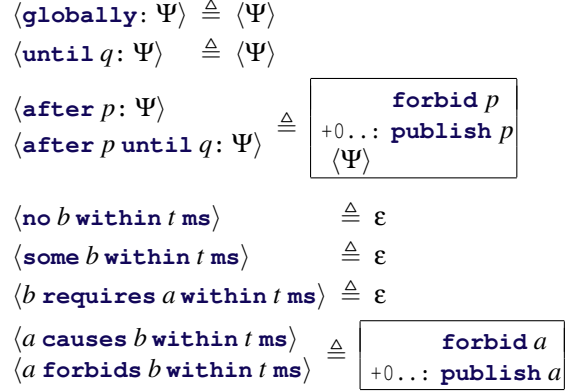 ⟨globally: Ψ⟩ ≜ ⟨Ψ⟩
⟨until q: Ψ⟩ ≜ ⟨Ψ⟩
⟨after p: Ψ⟩
⟨after p until q: Ψ⟩ ≜
forbid p
+0..: publish p
⟨Ψ⟩
⟨no b within t ms⟩ ≜ ε
⟨some b within t ms⟩ ≜ ε
⟨b requires a within t ms⟩ ≜ ε
⟨a causes b within t ms⟩
⟨a forbids b within t ms⟩ ≜
forbid a
+0..: publish a